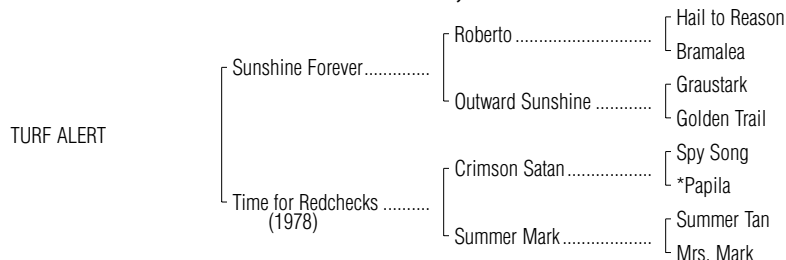 Hail to Reason
Roberto ............................
Bramalea
Sunshine Forever..............
Graustark
Outward Sunshine ............
Golden Trail
TURF ALERT
Spy Song
Crimson Satan..................
*Papila
Time for Redchecks ..........
(1978)
Summer Tan
Summer Mark...................
Mrs. Mark